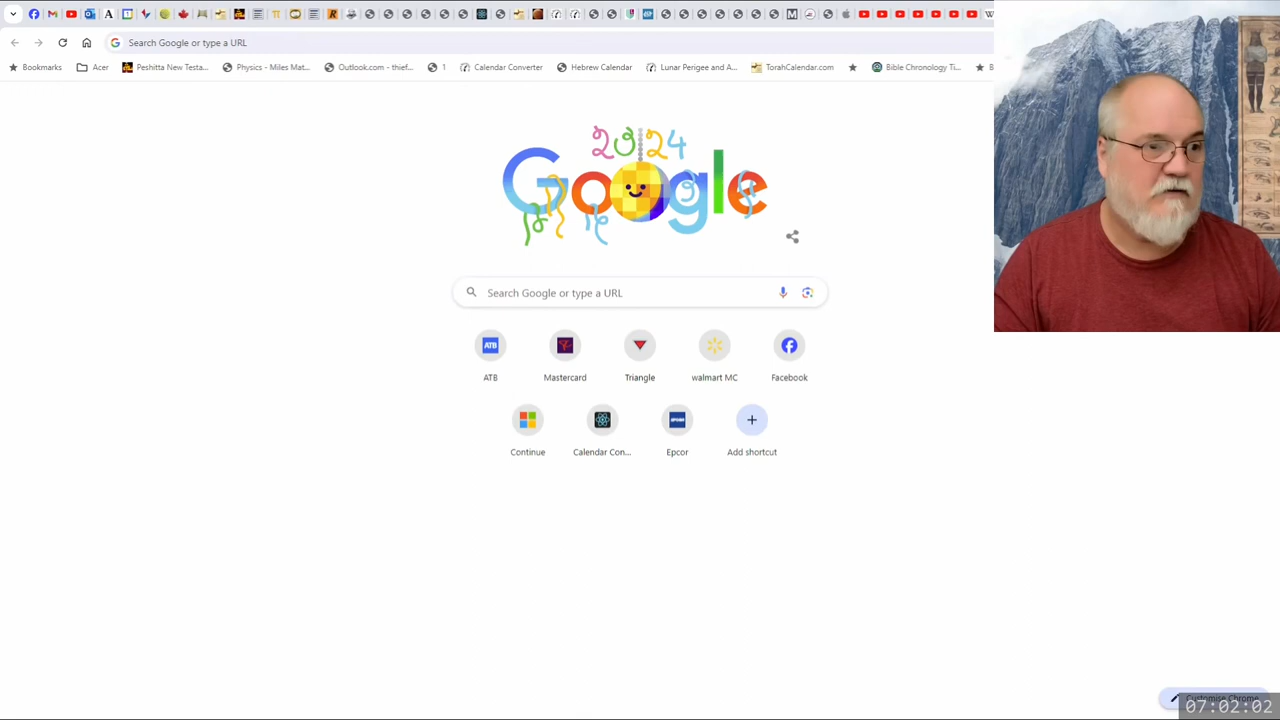 Search Google or type a URL
Bookmarks Acer Peshitta New Testa... Physics - Miles Mat... Outlook.com - thief... 1 Calendar Converter Hebrew Calendar Lunar Perigee and A... TorahCalendar.com Bible Chronology Ti... B
Google
Search Google or type a URL
ATB Mastercard Triangle walmart MC Facebook
Continue Calendar Con... Epcor Add shortcut
Customise Chrome
07:02:02